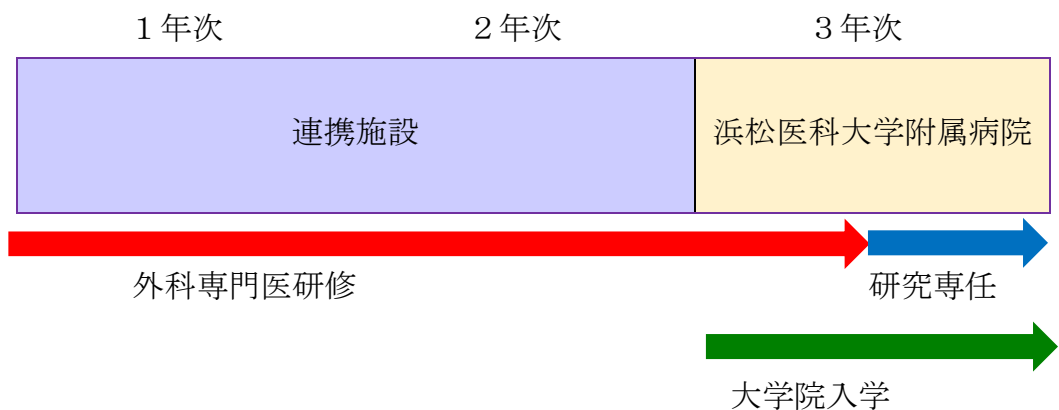 １年次 ２年次 ３年次
連携施設 浜松医科大学附属病院
外科専門医研修 研究専任
大学院入学